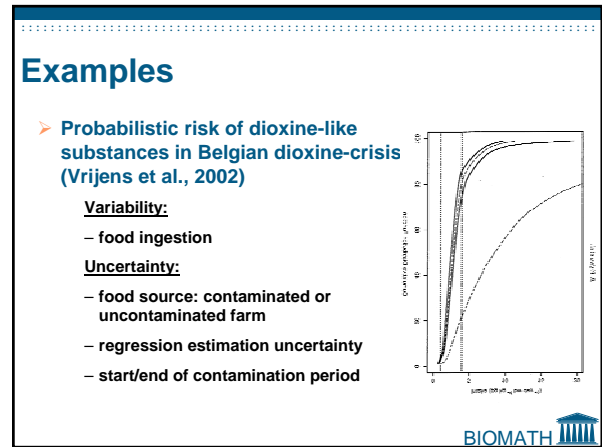 Examples
Probabilistic risk of dioxine-like
substances in Belgian dioxine-crisis
(Vrijens et al., 2002)
Variability:
– food ingestion
Uncertainty:
– food source: contaminated or
uncontaminated farm
– regression estimation uncertainty
– start/end of contamination period
BIOMATH